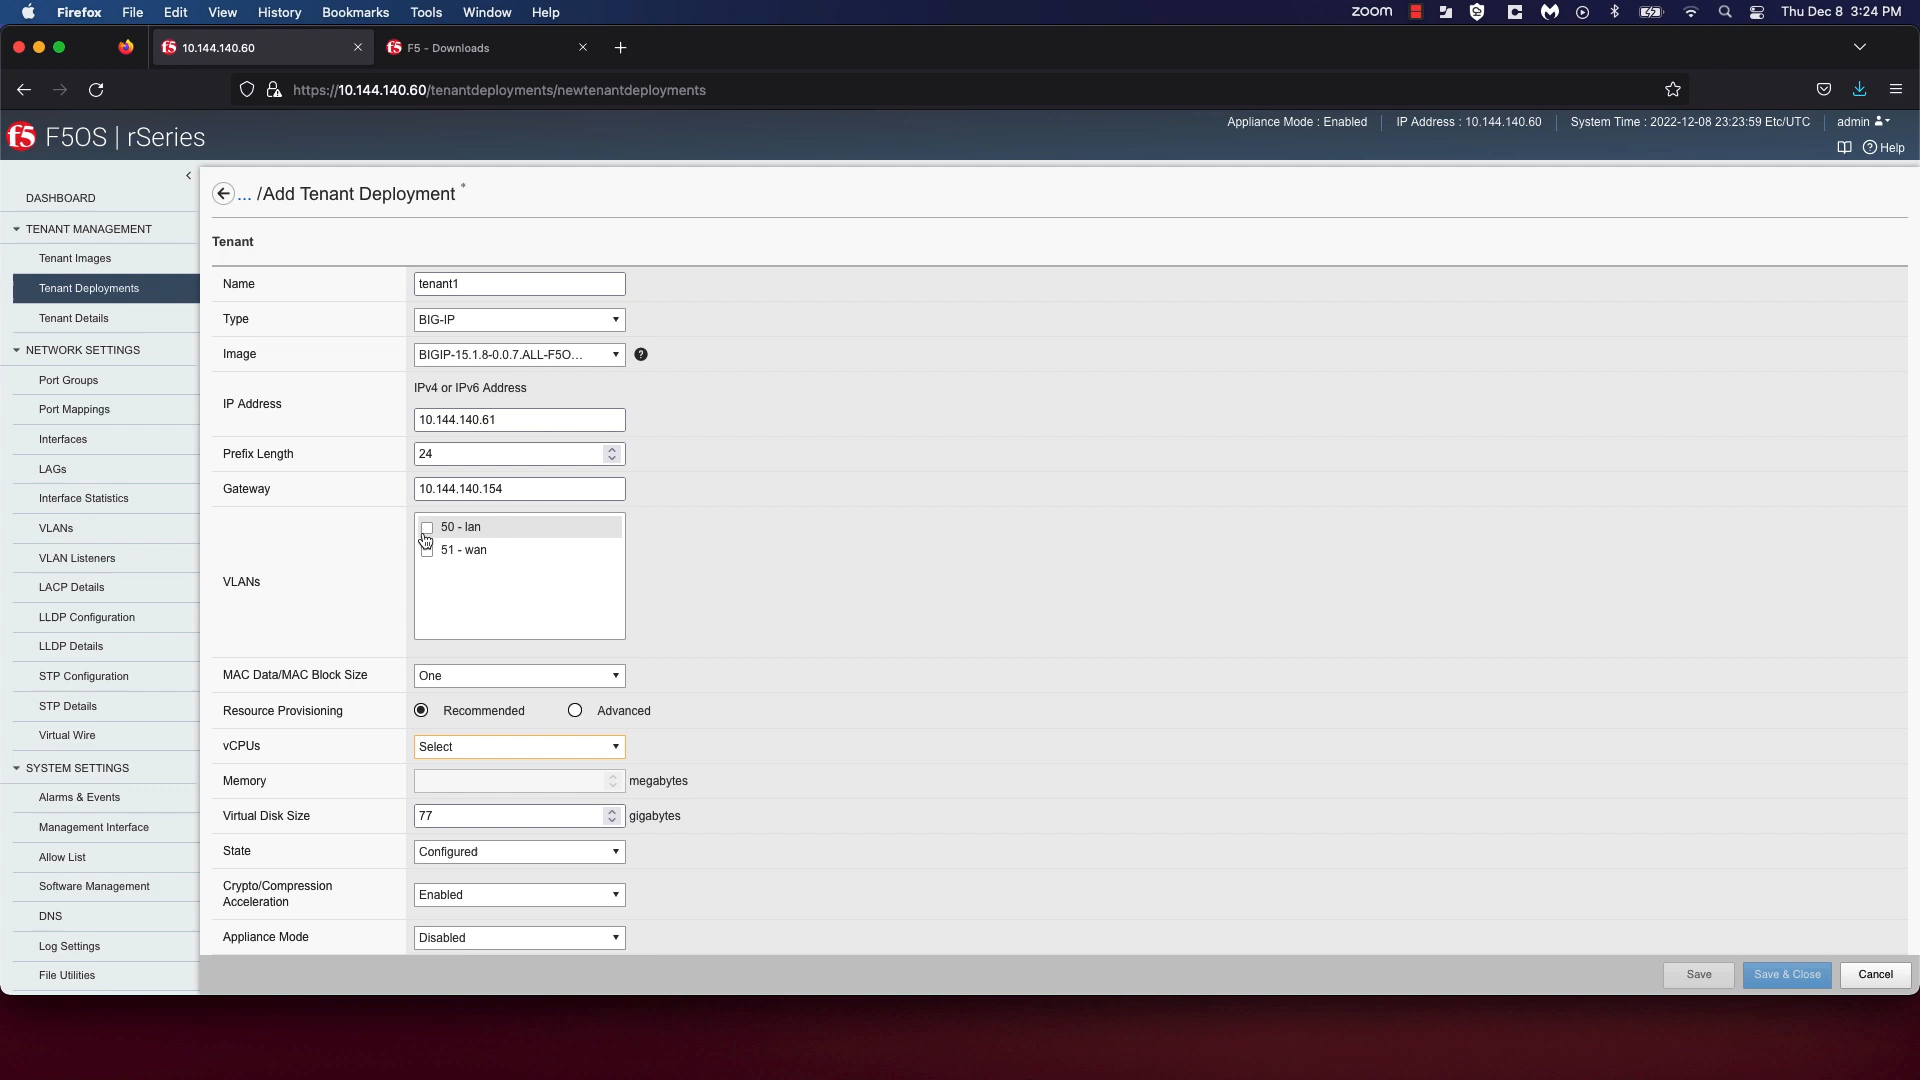 Firefox File Edit View History Bookmarks Tools Window Help
zoom
Thu Dec 8 3:24 PM
10.144.140.60
F5 - Downloads
https://10.144.140.60/tenantdeployments/newtenantdeployments
f5 F5OS | rSeries
Appliance Mode : Enabled
IP Address : 10.144.140.60
System Time : 2022-12-08 23:23:59 Etc/UTC
admin
Help
DASHBOARD
TENANT MANAGEMENT
Tenant Images
Tenant Deployments
Tenant Details
NETWORK SETTINGS
Port Groups
Port Mappings
Interfaces
LAGs
Interface Statistics
VLANs
VLAN Listeners
LACP Details
LLDP Configuration
LLDP Details
STP Configuration
STP Details
Virtual Wire
SYSTEM SETTINGS
Alarms & Events
Management Interface
Allow List
Software Management
DNS
Log Settings
File Utilities
... /Add Tenant Deployment *
Tenant
Name
tenant1
Type
BIG-IP
Image
BIGIP-15.1.8-0.0.7.ALL-F5O...
IP Address
IPv4 or IPv6 Address
10.144.140.61
Prefix Length
24
Gateway
10.144.140.154
VLANs
50 - lan
51 - wan
MAC Data/MAC Block Size
One
Resource Provisioning
Recommended
Advanced
vCPUs
Select
Memory
megabytes
Virtual Disk Size
77
gigabytes
State
Configured
Crypto/Compression
Acceleration
Enabled
Appliance Mode
Disabled
Save
Save & Close
Cancel